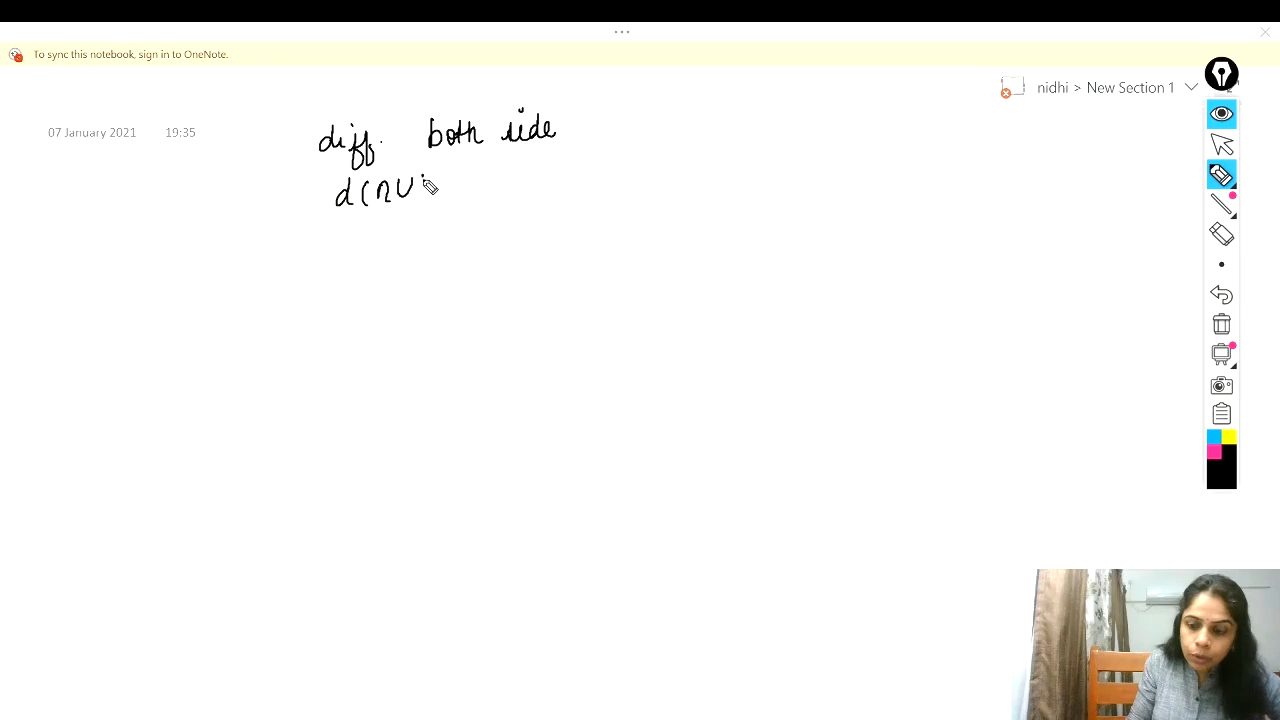 To sync this notebook, sign in to OneNote.
nidhi > New Section 1
07 January 2021 19:35
diff. both side
d(nU